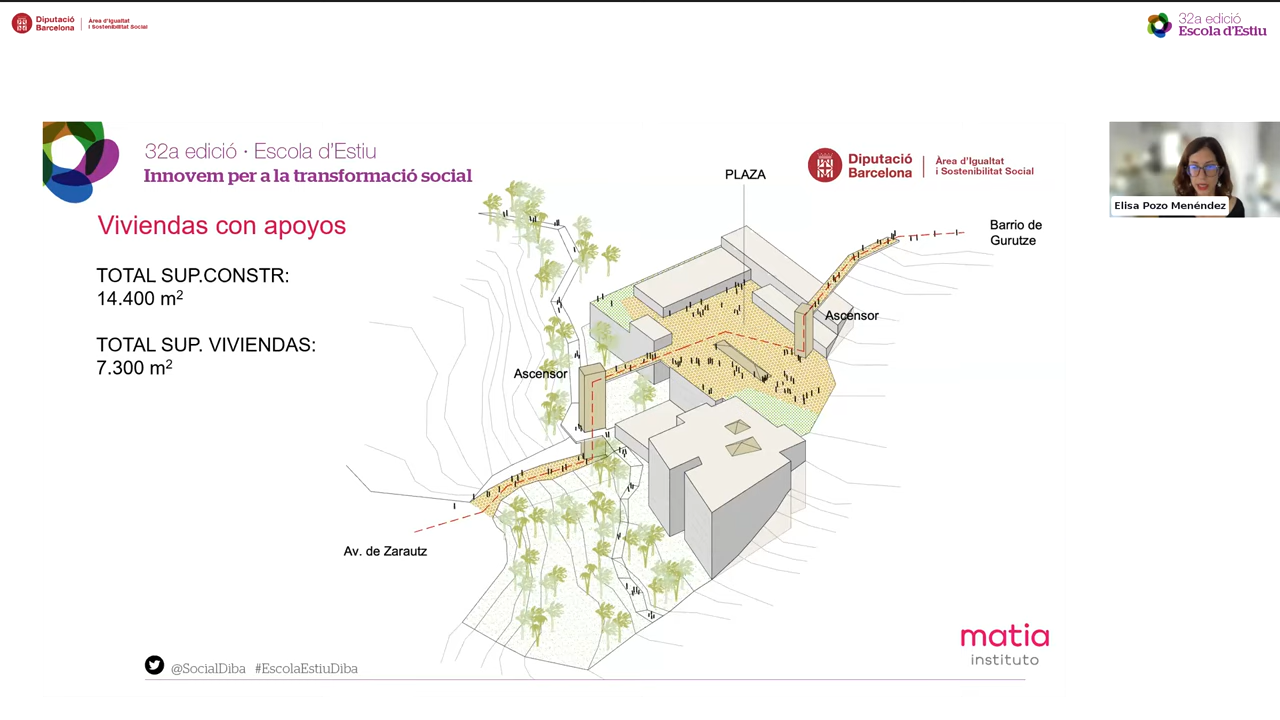 Diputació
Barcelona
Àrea d'Igualtat
i Sostenibilitat Social
32a edició
Escola d'Estiu
32a edició · Escola d'Estiu
Innovem per a la transformació social
Diputació
Barcelona
Àrea d'Igualtat
i Sostenibilitat Social
Elisa Pozo Menéndez
Viviendas con apoyos
TOTAL SUP.CONSTR:
14.400 m²
TOTAL SUP. VIVIENDAS:
7.300 m²
PLAZA
Barrio de
Gurutze
Ascensor
Ascensor
Av. de Zarautz
matia
instituto
@SocialDiba #EscolaEstiuDiba